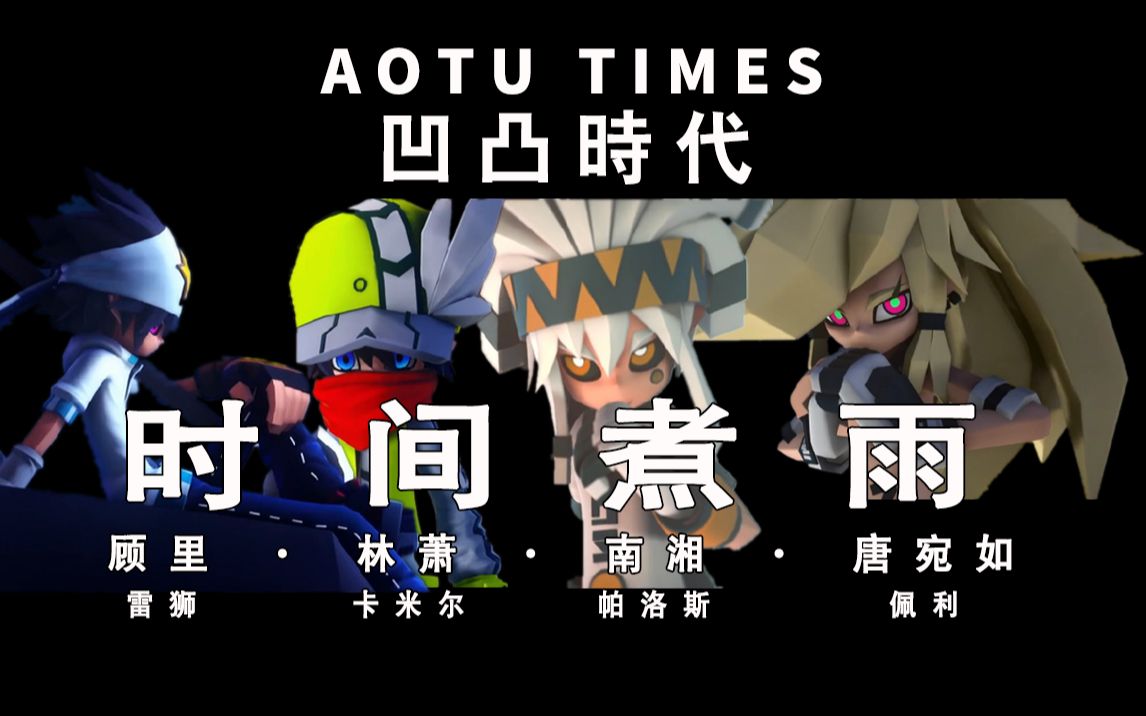 AOTU TIMES
凹凸時代
时间煮雨
顾里 · 林萧 · 南湘 · 唐宛如
雷狮 卡米尔 帕洛斯 佩利